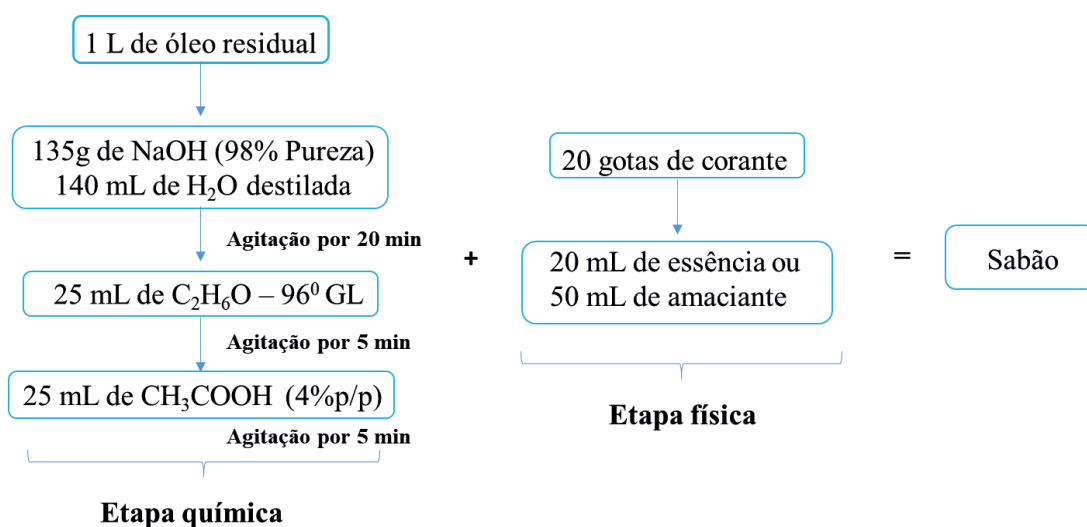 1 L de óleo residual
135g de NaOH (98% Pureza)
140 mL de H₂O destilada
Agitação por 20 min
25 mL de C₂H₆O – 96⁰ GL
Agitação por 5 min
25 mL de CH₃COOH (4%p/p)
Agitação por 5 min
Etapa química
+
20 gotas de corante
20 mL de essência ou
50 mL de amaciante
Etapa física
=
Sabão